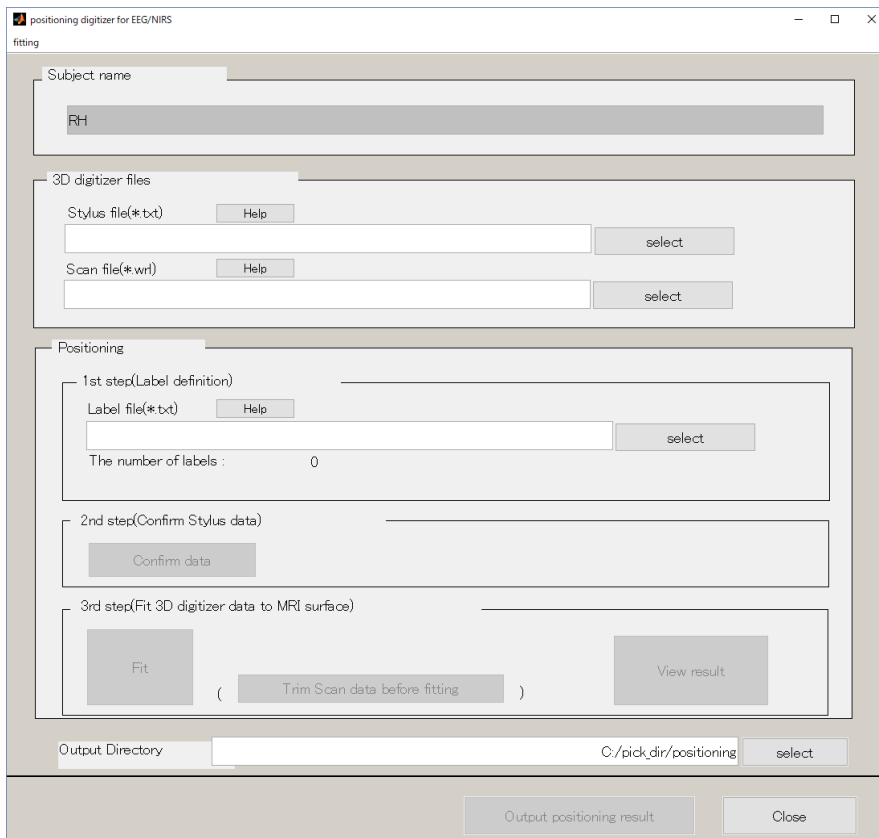 positioning digitizer for EEG/NIRS
fitting
Subject name
RH
3D digitizer files
Stylus file(*.txt) Help
select
Scan file(*.wrl) Help
select
Positioning
1st step(Label definition)
Label file(*.txt) Help
select
The number of labels : 0
2nd step(Confirm Stylus data)
Confirm data
3rd step(Fit 3D digitizer data to MRI surface)
Fit ( Trim Scan data before fitting ) View result
Output Directory C:/pick_dir/positioning select
Output positioning result Close